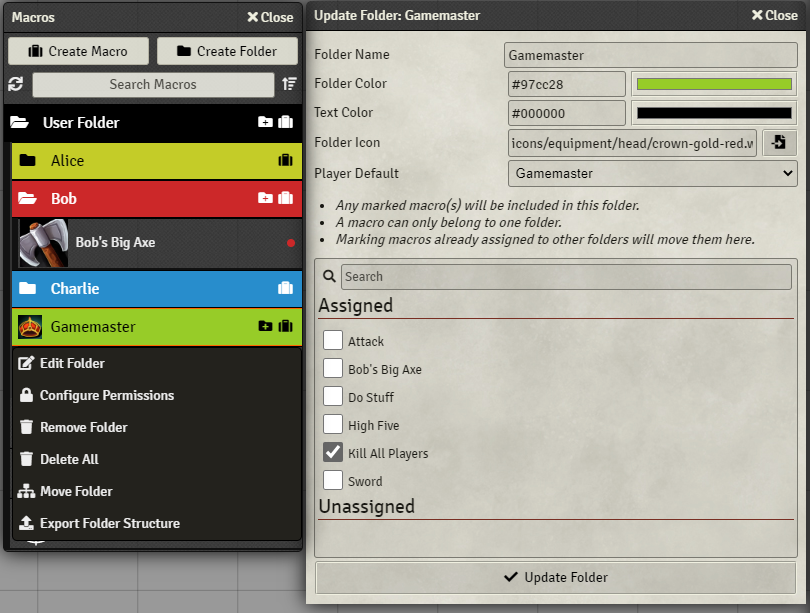 Macros
Close
Create Macro
Create Folder
Search Macros
User Folder
Alice
Bob
Bob's Big Axe
Charlie
Gamemaster
Edit Folder
Configure Permissions
Remove Folder
Delete All
Move Folder
Export Folder Structure
Update Folder: Gamemaster
Close
Folder Name
Gamemaster
Folder Color
#97cc28
Text Color
#000000
Folder Icon
icons/equipment/head/crown-gold-red.w
Player Default
Gamemaster
Any marked macro(s) will be included in this folder.
A macro can only belong to one folder.
Marking macros already assigned to other folders will move them here.
Search
Assigned
Attack
Bob's Big Axe
Do Stuff
High Five
Kill All Players
Sword
Unassigned
Update Folder